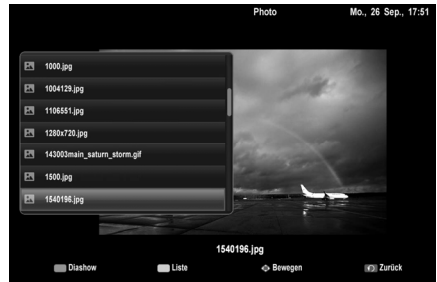 Photo Mo., 26 Sep., 17:51
1000.jpg
1004129.jpg
1106551.jpg
1280x720.jpg
143003main_saturn_storm.gif
1500.jpg
1540196.jpg
1540196.jpg
Diashow Liste Bewegen Zurück